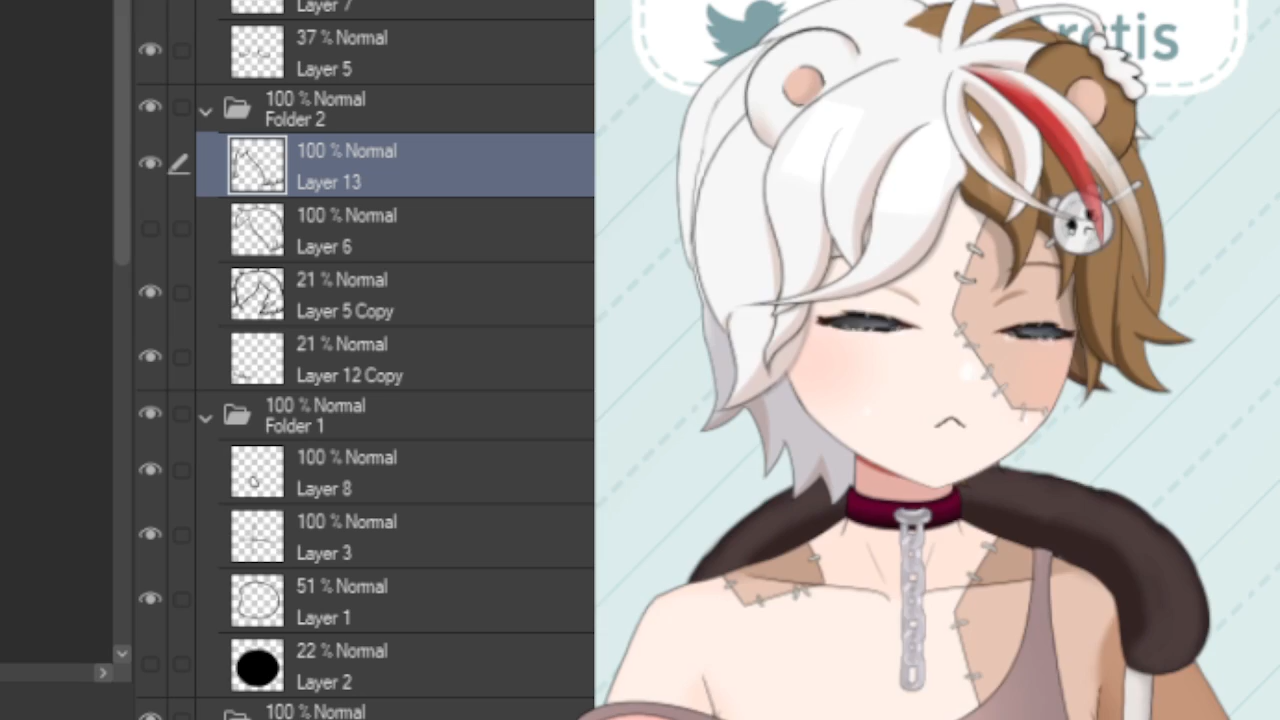 Layer 7
37 % Normal
Layer 5
100 % Normal
Folder 2
100 % Normal
Layer 13
100 % Normal
Layer 6
21 % Normal
Layer 5 Copy
21 % Normal
Layer 12 Copy
100 % Normal
Folder 1
100 % Normal
Layer 8
100 % Normal
Layer 3
51 % Normal
Layer 1
22 % Normal
Layer 2
100 % Normal